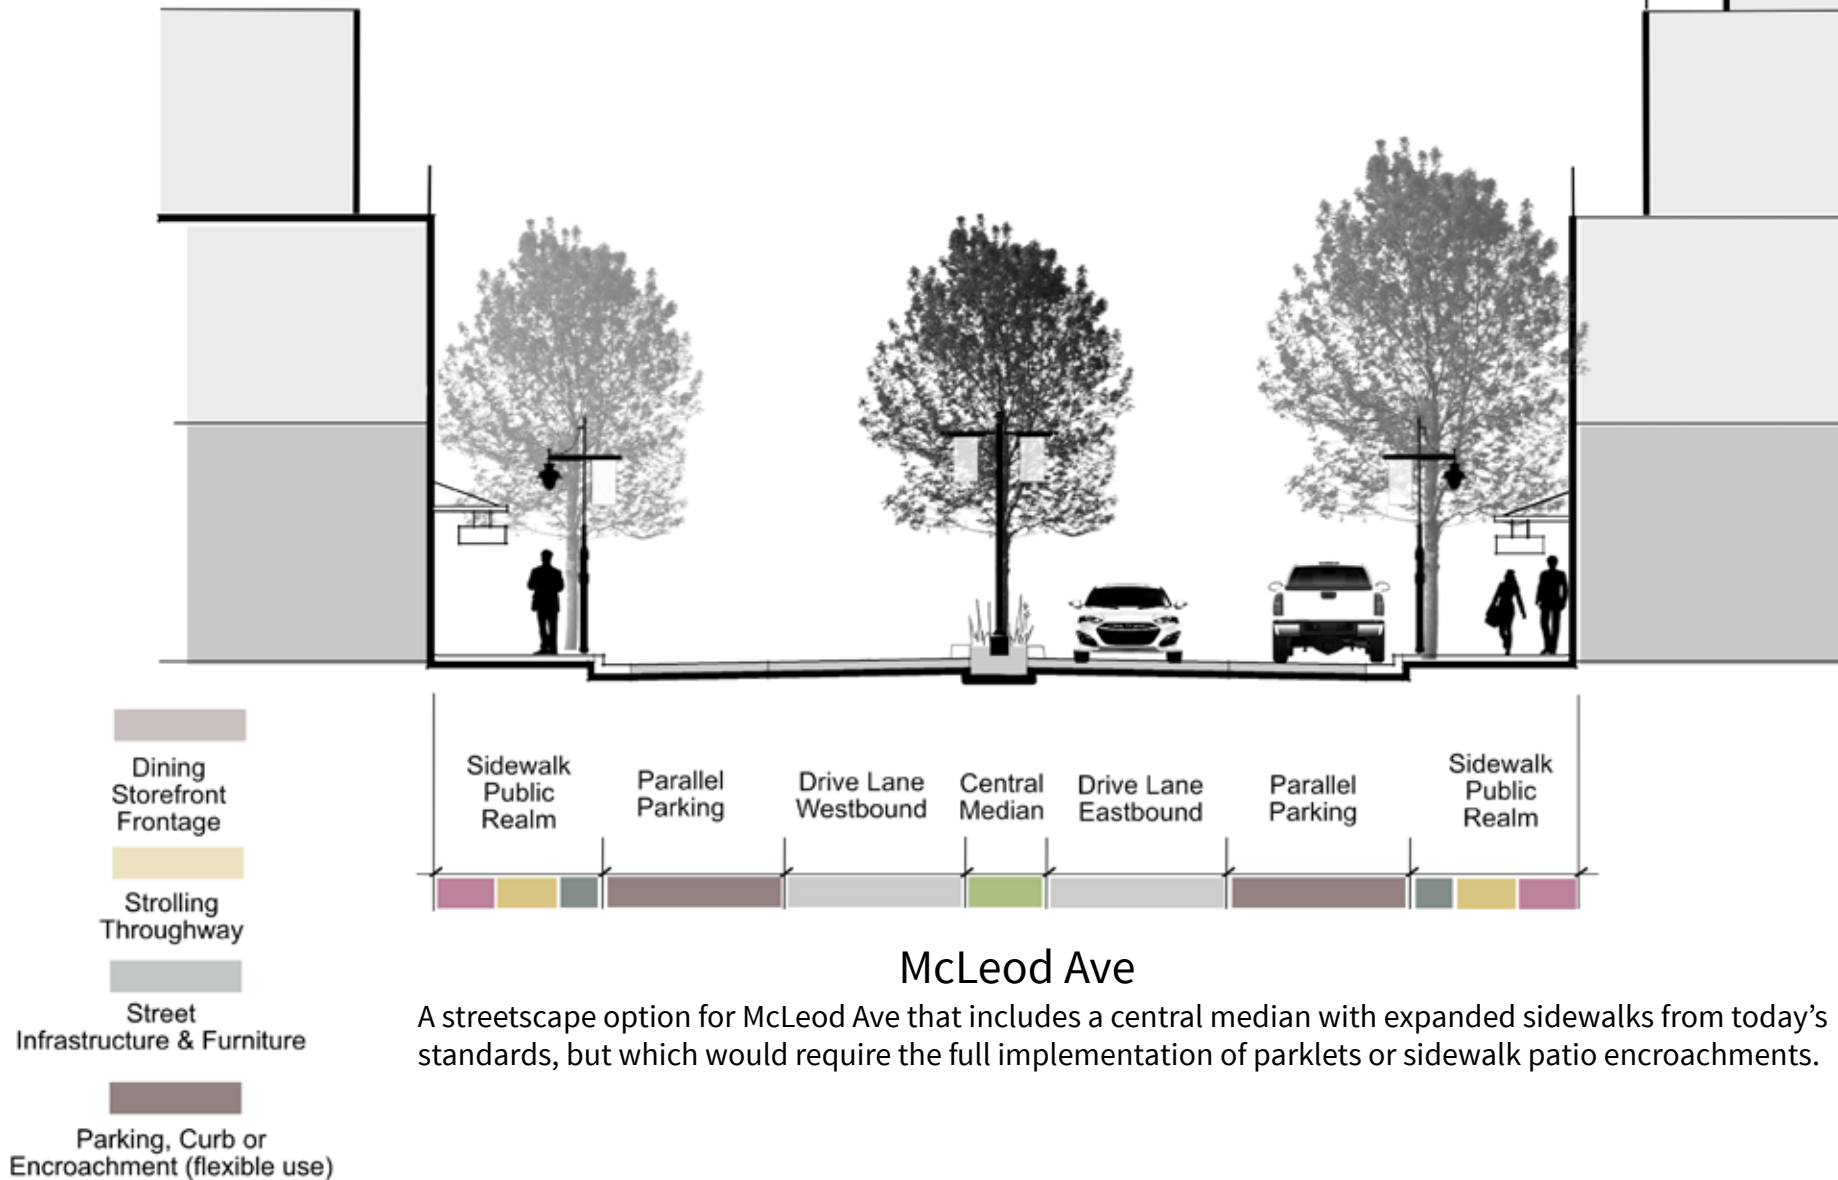 Dining
Storefront
Frontage
Strolling
Throughway
Street
Infrastructure & Furniture
Parking, Curb or
Encroachment (flexible use)
Sidewalk
Public
Realm
Parallel
Parking
Drive Lane
Westbound
Central
Median
Drive Lane
Eastbound
Parallel
Parking
Sidewalk
Public
Realm
McLeod Ave
A streetscape option for McLeod Ave that includes a central median with expanded sidewalks from today’s
standards, but which would require the full implementation of parklets or sidewalk patio encroachments.